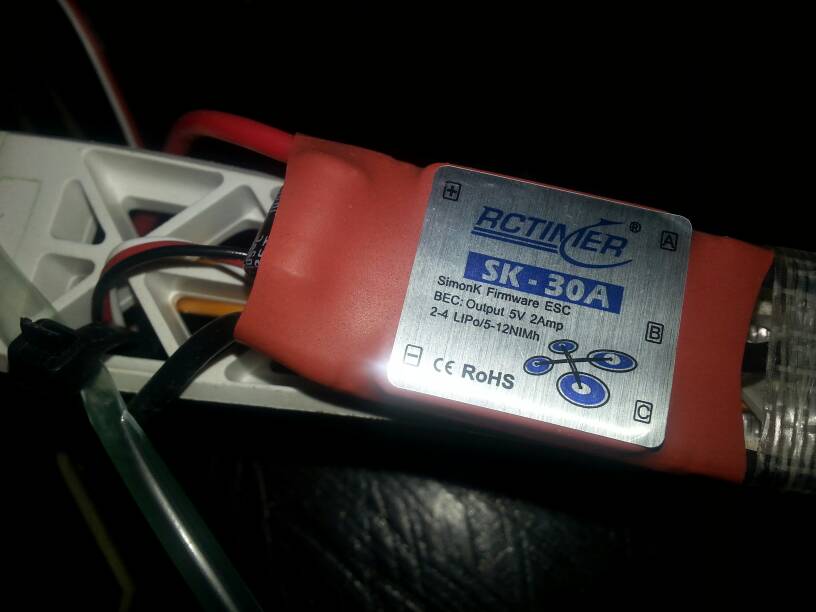 +
RCTIMER®
A
SK-30A
SimonK Firmware ESC
BEC: Output 5V 2Amp
2-4 LIPo/5-12NIMh
B
−
CE RoHS
C